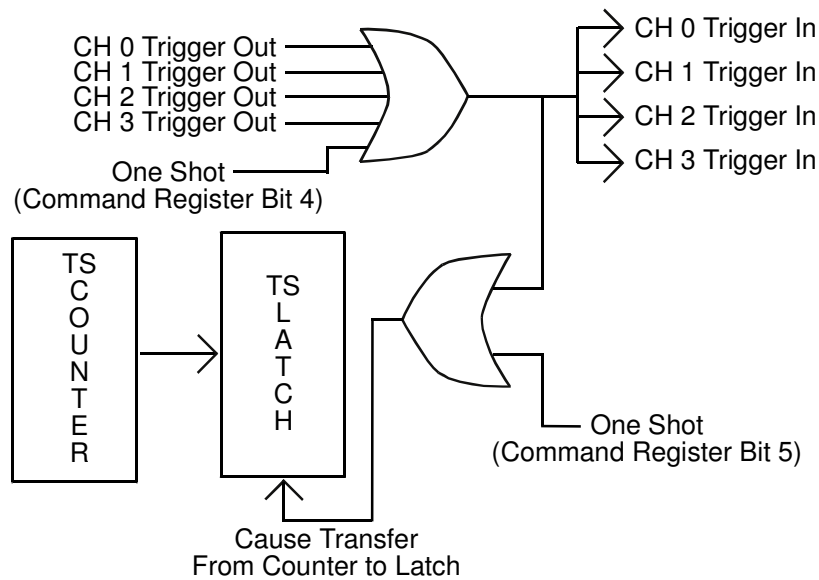 CH 0 Trigger Out
CH 1 Trigger Out
CH 2 Trigger Out
CH 3 Trigger Out
One Shot
(Command Register Bit 4)
CH 0 Trigger In
CH 1 Trigger In
CH 2 Trigger In
CH 3 Trigger In
TS
C
O
U
N
T
E
R
TS
L
A
T
C
H
One Shot
(Command Register Bit 5)
Cause Transfer
From Counter to Latch